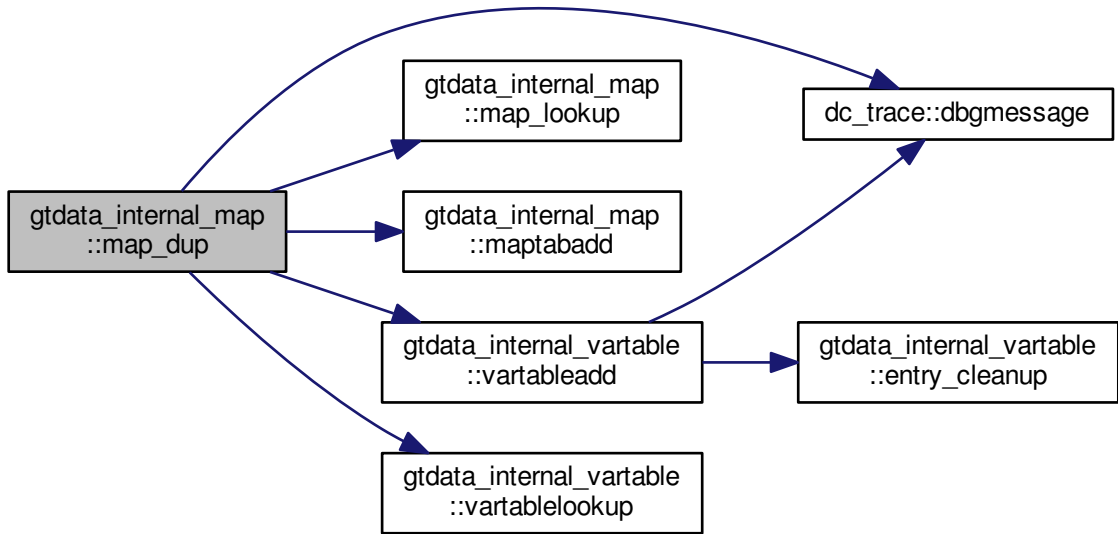 gtdata_internal_map
::map_dup
gtdata_internal_map
::map_lookup
gtdata_internal_map
::maptabadd
gtdata_internal_vartable
::vartableadd
gtdata_internal_vartable
::vartablelookup
dc_trace::dbgmessage
gtdata_internal_vartable
::entry_cleanup